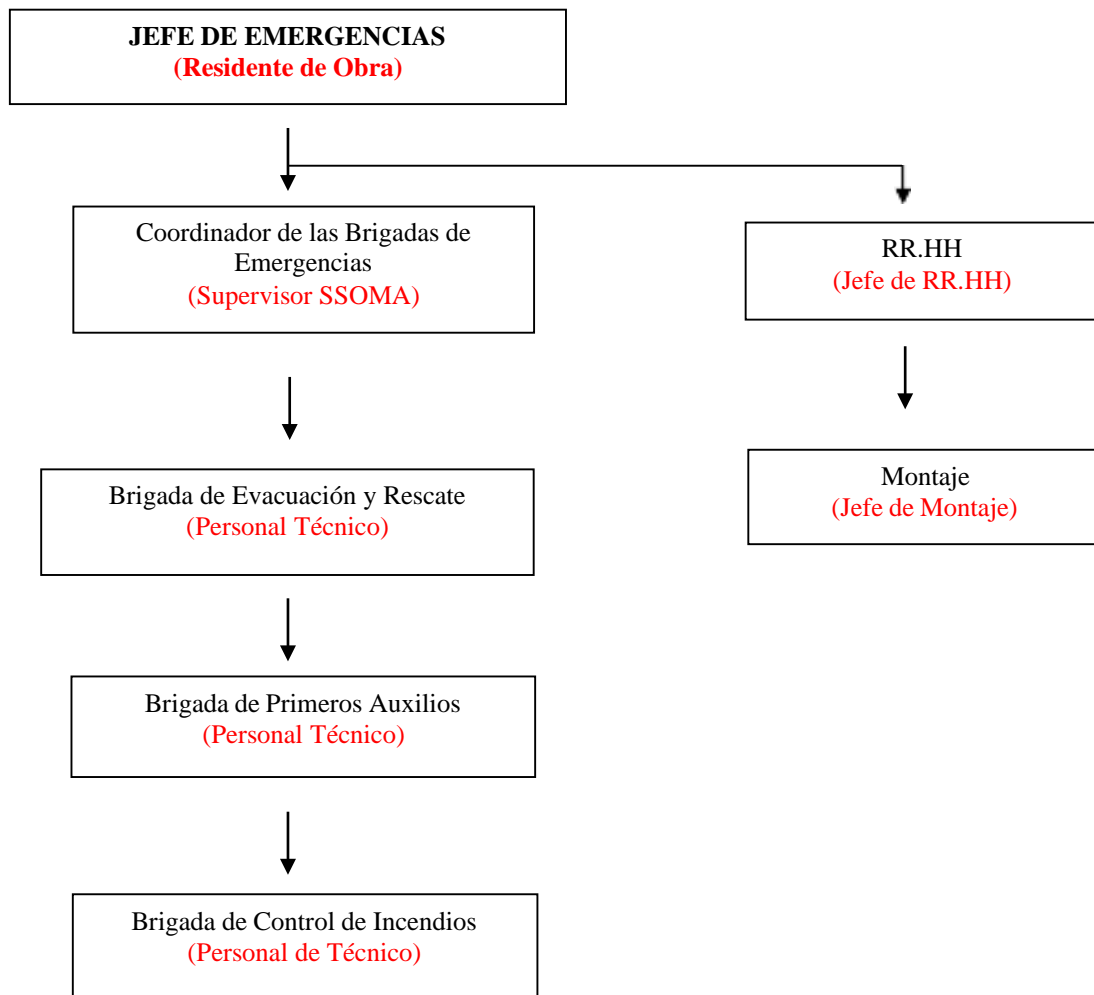 JEFE DE EMERGENCIAS
(Residente de Obra)
Coordinador de las Brigadas de
Emergencias
(Supervisor SSOMA)
RR.HH
(Jefe de RR.HH)
Brigada de Evacuación y Rescate
(Personal Técnico)
Montaje
(Jefe de Montaje)
Brigada de Primeros Auxilios
(Personal Técnico)
Brigada de Control de Incendios
(Personal de Técnico)